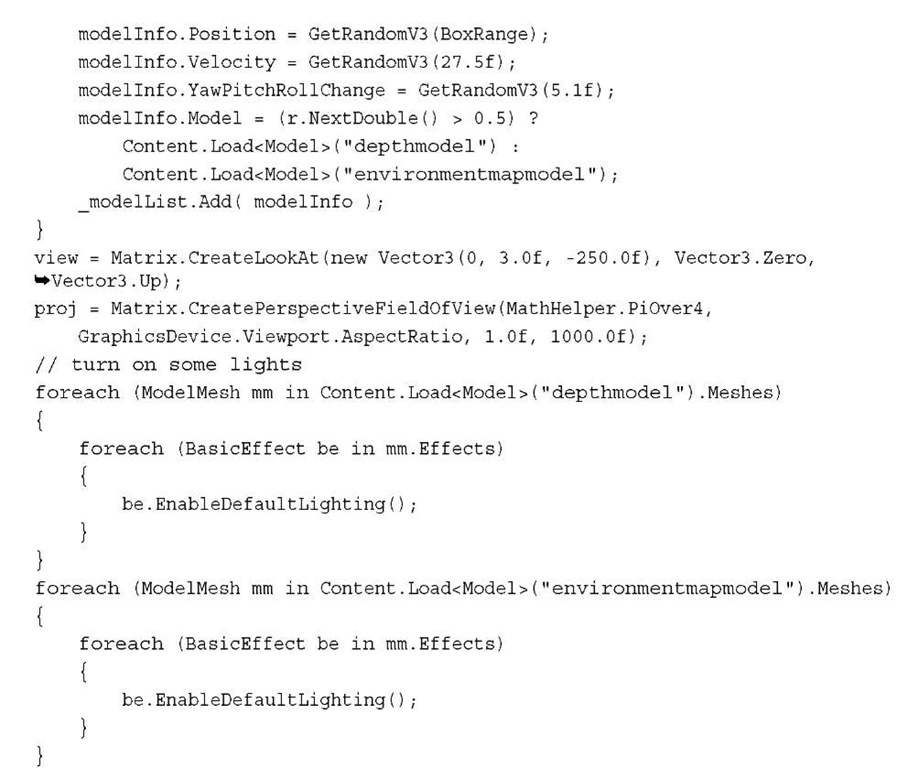 modelInfo.Position = GetRandomV3(BoxRange);
    modelInfo.Velocity = GetRandomV3(27.5f);
    modelInfo.YawPitchRollChange = GetRandomV3(5.1f);
    modelInfo.Model = (r.NextDouble() > 0.5) ?
        Content.Load<Model>("depthmodel") :
        Content.Load<Model>("environmentmapmodel");
    _modelList.Add( modelInfo );
}
view = Matrix.CreateLookAt(new Vector3(0, 3.0f, -250.0f), Vector3.Zero,
➥Vector3.Up);
proj = Matrix.CreatePerspectiveFieldOfView(MathHelper.PiOver4,
    GraphicsDevice.Viewport.AspectRatio, 1.0f, 1000.0f);
// turn on some lights
foreach (ModelMesh mm in Content.Load<Model>("depthmodel").Meshes)
{
    foreach (BasicEffect be in mm.Effects)
    {
        be.EnableDefaultLighting();
    }
}
foreach (ModelMesh mm in Content.Load<Model>("environmentmapmodel").Meshes)
{
    foreach (BasicEffect be in mm.Effects)
    {
        be.EnableDefaultLighting();
    }
}